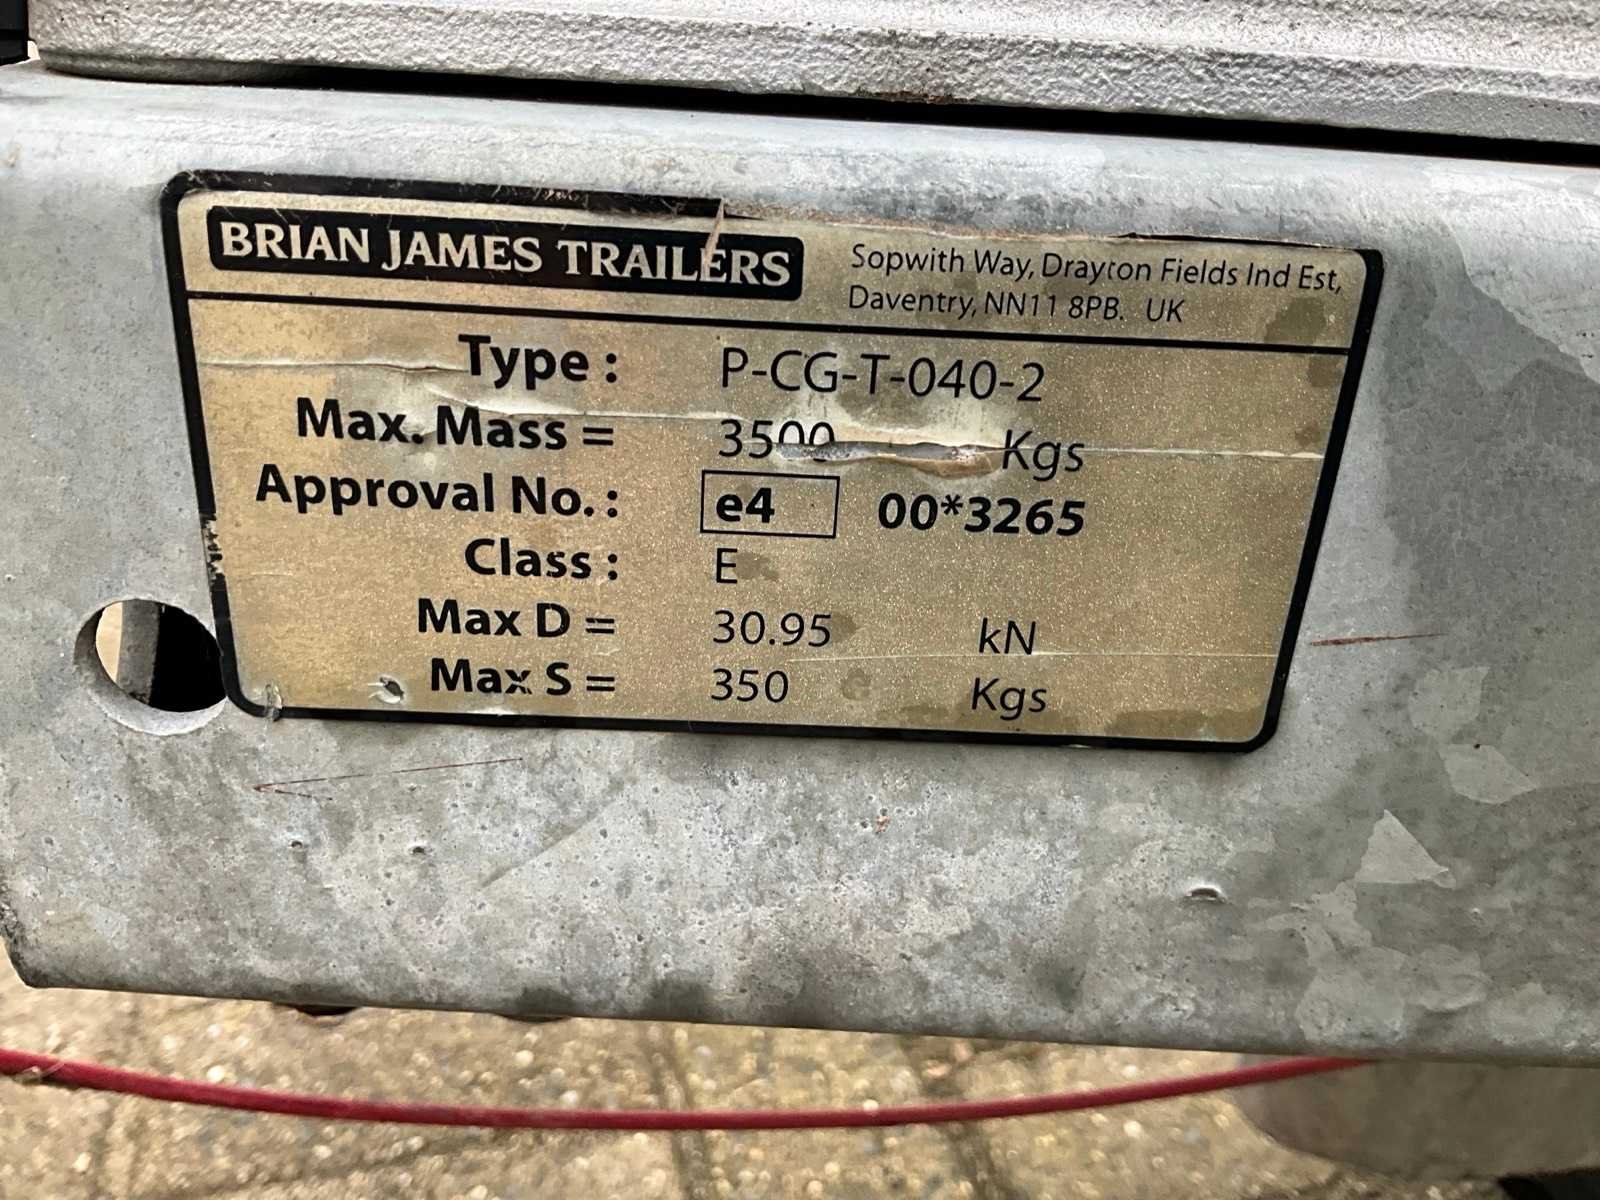 BRIAN JAMES TRAILERS
Sopwith Way, Drayton Fields Ind Est,
Daventry, NN11 8PB. UK
Type : P-CG-T-040-2
Max. Mass = 3500 Kgs
Approval No. : e4 00*3265
Class : E
Max D = 30.95 kN
Max S = 350 Kgs